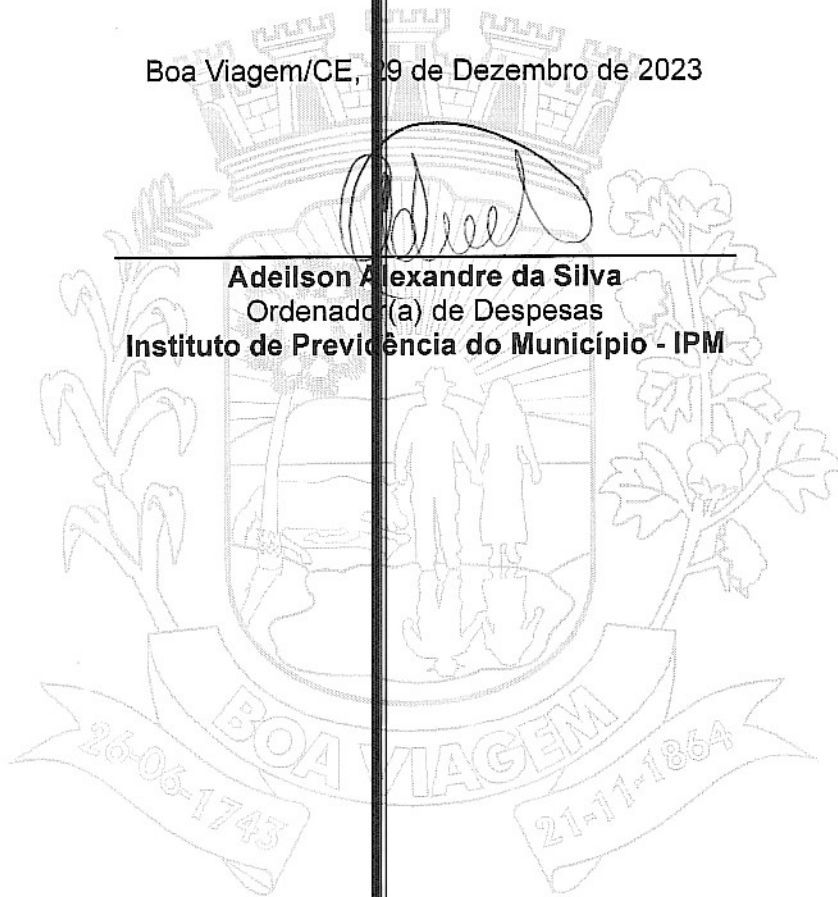 Boa Viagem/CE, 29 de Dezembro de 2023
Adeilson Alexandre da Silva
Ordenador(a) de Despesas
Instituto de Previdência do Município - IPM
BOA VIAGEM
26-06-1743
21-11-1864